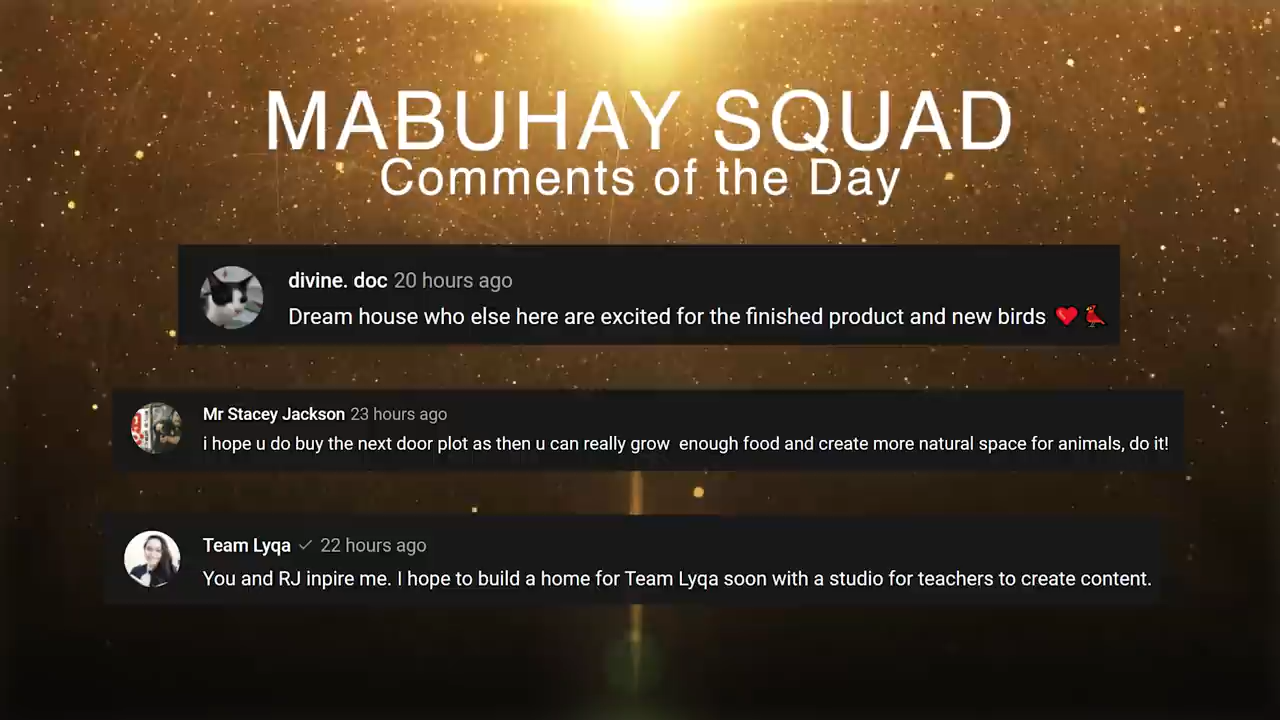 MABUHAY SQUAD
Comments of the Day
divine. doc 20 hours ago
Dream house who else here are excited for the finished product and new birds ❤️🐦
Mr Stacey Jackson 23 hours ago
i hope u do buy the next door plot as then u can really grow  enough food and create more natural space for animals, do it!
Team Lyqa ✓ 22 hours ago
You and RJ inpire me. I hope to build a home for Team Lyqa soon with a studio for teachers to create content.